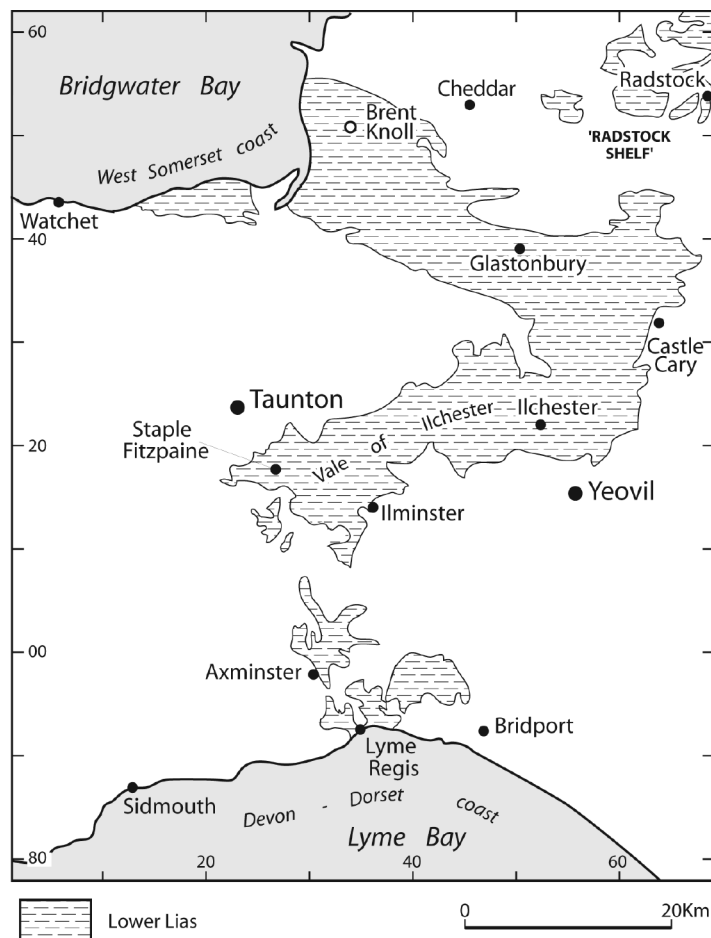 60
Bridgwater Bay
Cheddar
Radstock
Brent
Knoll
'RADSTOCK
SHELF'
West Somerset coast
Watchet
40
Glastonbury
Castle
Cary
Taunton
Ilchester
Vale of Ilchester
Staple
Fitzpaine
20
Yeovil
Ilminster
00
Axminster
Bridport
Lyme
Regis
Sidmouth
Devon - Dorset coast
Lyme Bay
80
20 40 60
Lower Lias
0 20Km